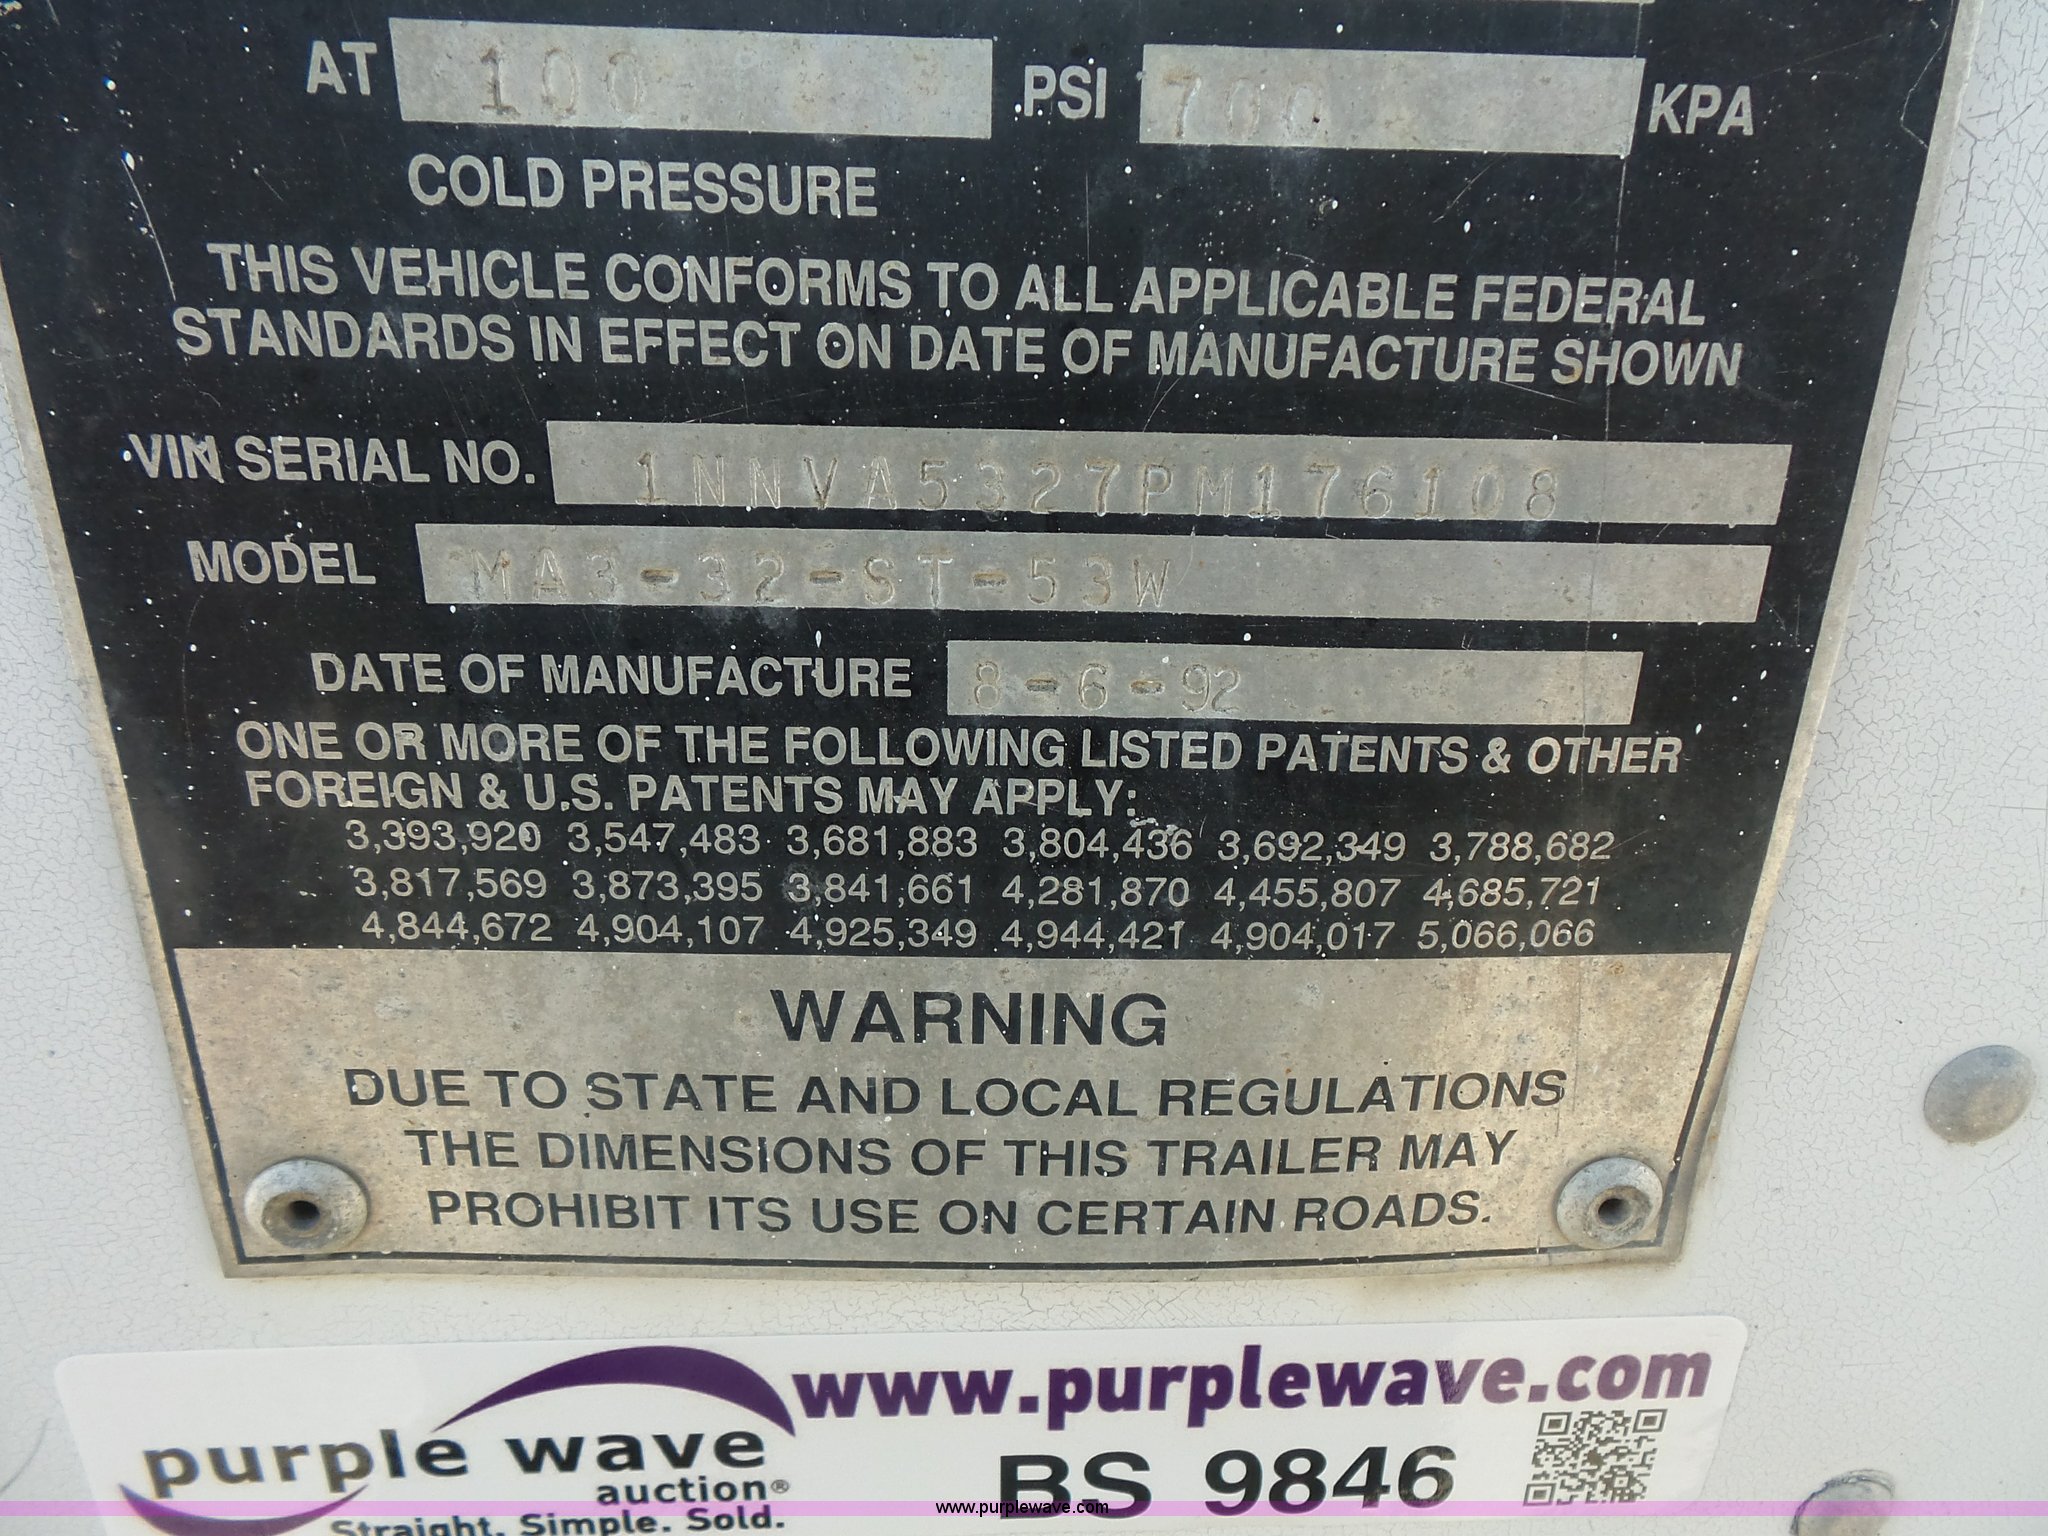 AT 100 PSI 700 KPA
COLD PRESSURE
THIS VEHICLE CONFORMS TO ALL APPLICABLE FEDERAL
STANDARDS IN EFFECT ON DATE OF MANUFACTURE SHOWN
VIN SERIAL NO. 1NNVA5327PM176108
MODEL MA3-32-ST-53W
DATE OF MANUFACTURE 8-6-92
ONE OR MORE OF THE FOLLOWING LISTED PATENTS & OTHER
FOREIGN & U.S. PATENTS MAY APPLY:
3,393,920 3,547,483 3,681,883 3,804,436 3,692,349 3,788,682
3,817,569 3,873,395 3,841,661 4,281,870 4,455,807 4,685,721
4,844,672 4,904,107 4,925,349 4,944,421 4,904,017 5,066,066
WARNING
DUE TO STATE AND LOCAL REGULATIONS
THE DIMENSIONS OF THIS TRAILER MAY
PROHIBIT ITS USE ON CERTAIN ROADS.
www.purplewave.com
purple wave
auction®
Straight. Simple. Sold.
BS 9846
www.purplewave.com